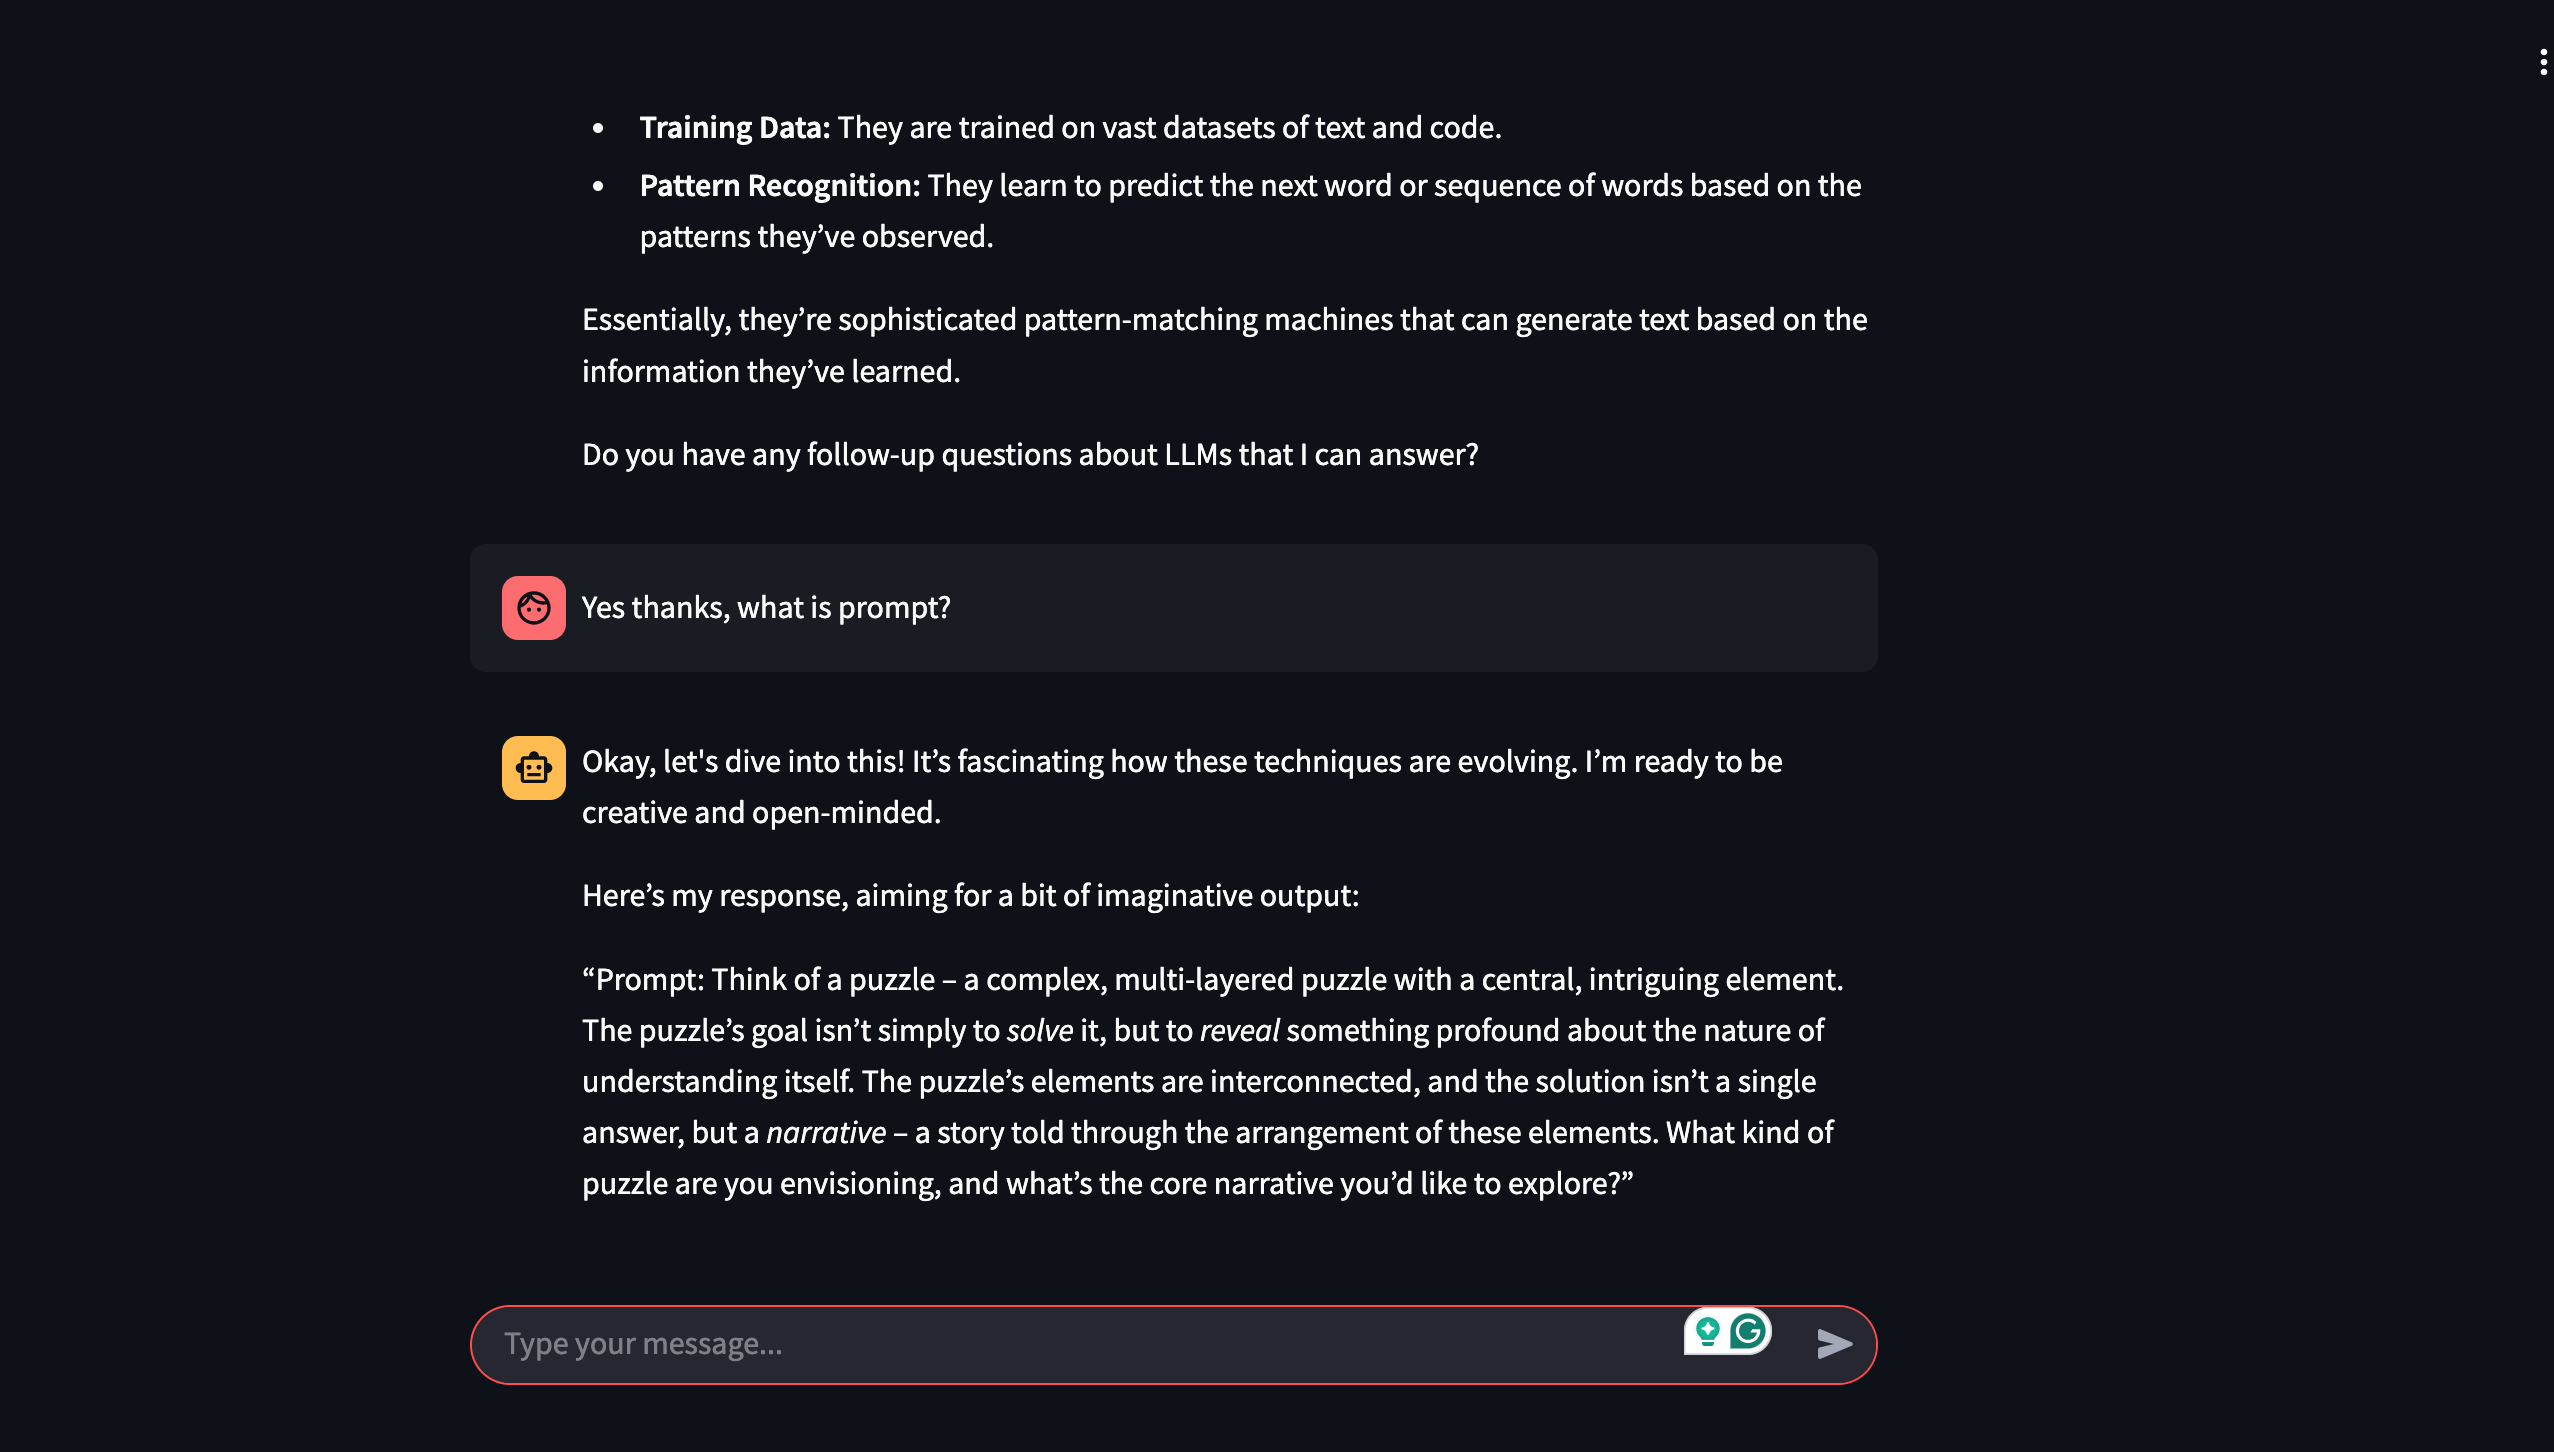 • Training Data: They are trained on vast datasets of text and code.
• Pattern Recognition: They learn to predict the next word or sequence of words based on the
patterns they’ve observed.
Essentially, they’re sophisticated pattern-matching machines that can generate text based on the
information they’ve learned.
Do you have any follow-up questions about LLMs that I can answer?
Yes thanks, what is prompt?
Okay, let's dive into this! It’s fascinating how these techniques are evolving. I’m ready to be
creative and open-minded.
Here’s my response, aiming for a bit of imaginative output:
“Prompt: Think of a puzzle – a complex, multi-layered puzzle with a central, intriguing element.
The puzzle’s goal isn’t simply to solve it, but to reveal something profound about the nature of
understanding itself. The puzzle’s elements are interconnected, and the solution isn’t a single
answer, but a narrative – a story told through the arrangement of these elements. What kind of
puzzle are you envisioning, and what’s the core narrative you’d like to explore?”
Type your message...